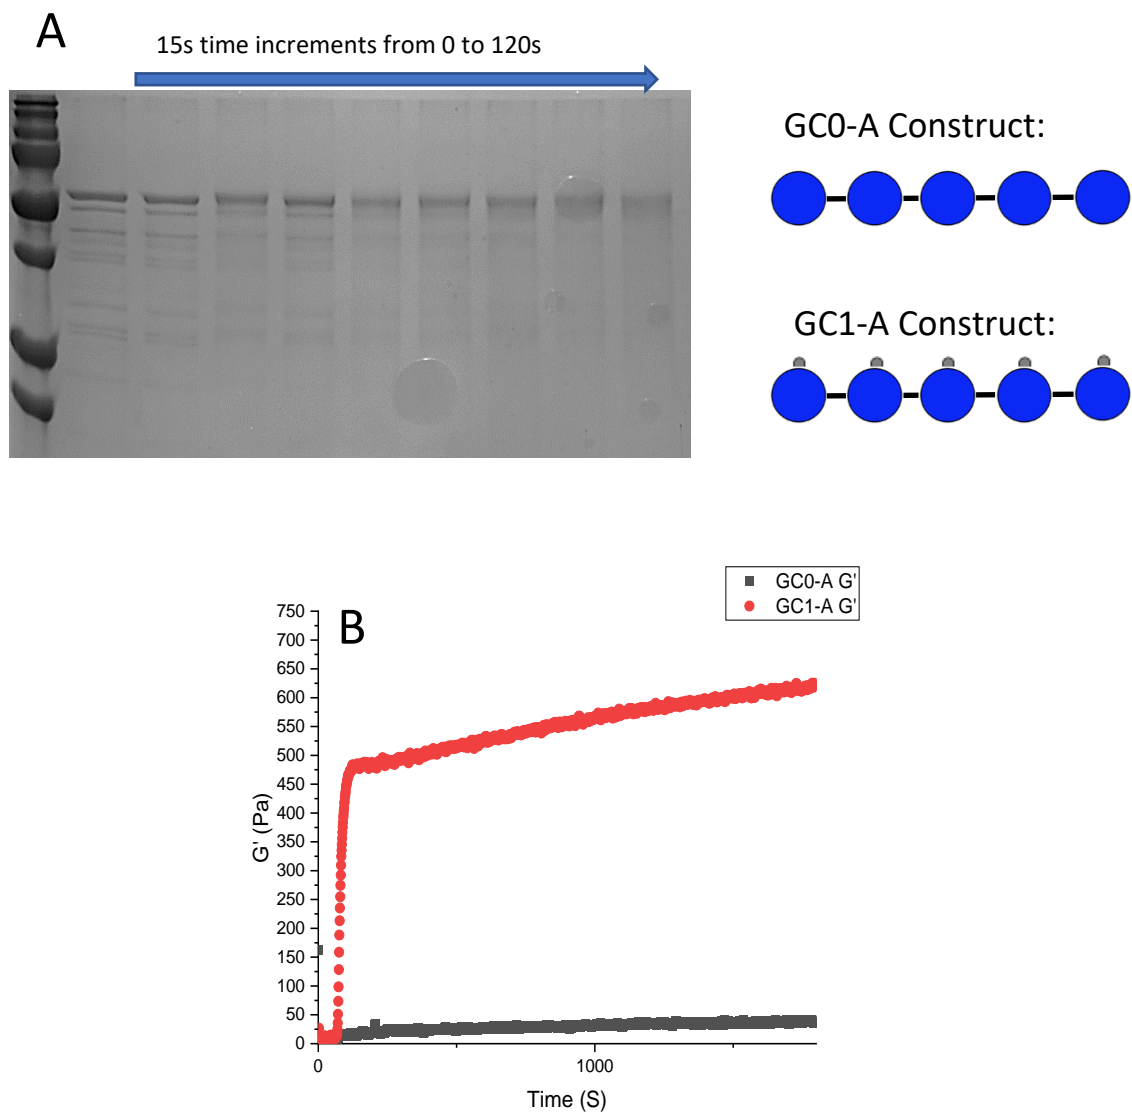 A
15s time increments from 0 to 120s
GC0-A Construct:
GC1-A Construct:
GC0-A G'
GC1-A G'
B
750
700
650
600
550
500
450
400
350
300
250
200
150
100
50
0
G' (Pa)
0
1000
Time (S)